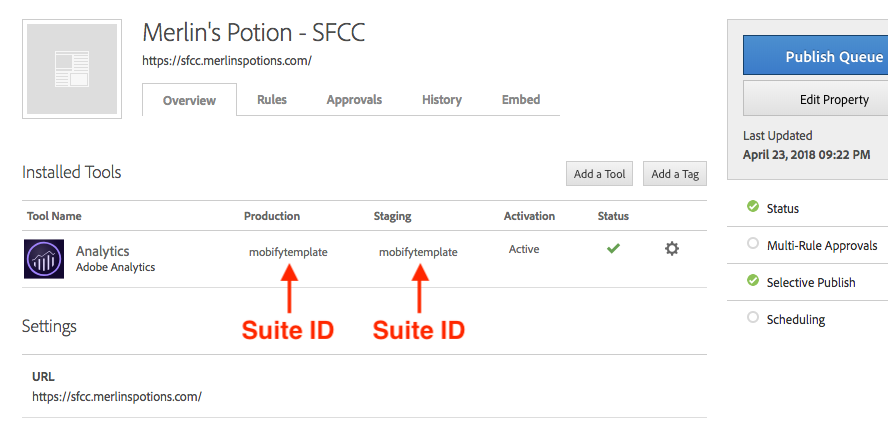 Merlin's Potion - SFCC
https://sfcc.merlinspotions.com/
Overview Rules Approvals History Embed
Publish Queue
Edit Property
Last Updated
April 23, 2018 09:22 PM
Installed Tools
Add a Tool Add a Tag
Tool Name Production Staging Activation Status
Analytics
Adobe Analytics
mobifytemplate mobifytemplate Active
Suite ID Suite ID
Status
Multi-Rule Approvals
Selective Publish
Scheduling
Settings
URL
https://sfcc.merlinspotions.com/